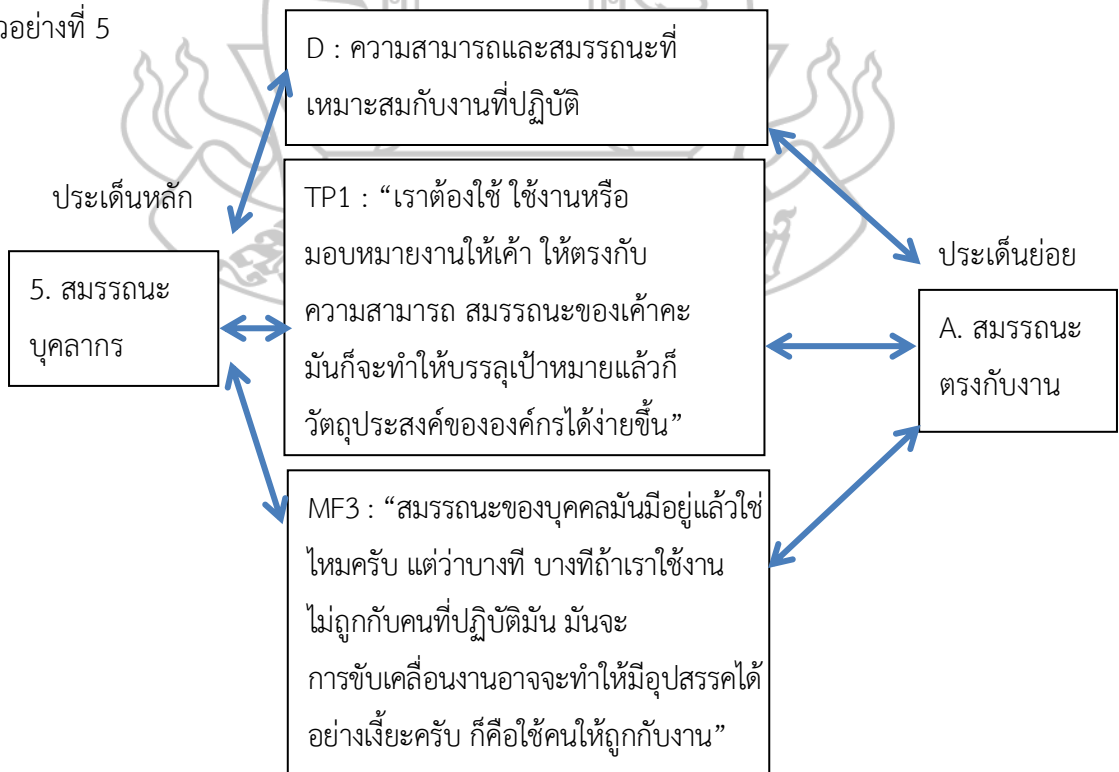 วอย่างที่ 5
D : ความสามารถและสมรรถนะที่
เหมาะสมกับงานที่ปฏิบัติ
ประเด็นหลัก
5. สมรรถนะ
บุคลากร
TP1 : “เราต้องใช้ ใช้งานหรือ
มอบหมายงานให้เค้า ให้ตรงกับ
ความสามารถ สมรรถนะของเค้าคะ
มันก็จะทำให้บรรลุเป้าหมายแล้วก็
วัตถุประสงค์ขององค์กรได้ง่ายขึ้น”
ประเด็นย่อย
A. สมรรถนะ
ตรงกับงาน
MF3 : “สมรรถนะของบุคคลมันมีอยู่แล้วใช่
ไหมครับ แต่ว่าบางที บางทีถ้าเราใช้งาน
ไม่ถูกกับคนที่ปฏิบัติมัน มันจะ
การขับเคลื่อนงานอาจจะทำให้มีอุปสรรคได้
อย่างเงี้ยะครับ ก็คือใช้คนให้ถูกกับงาน”